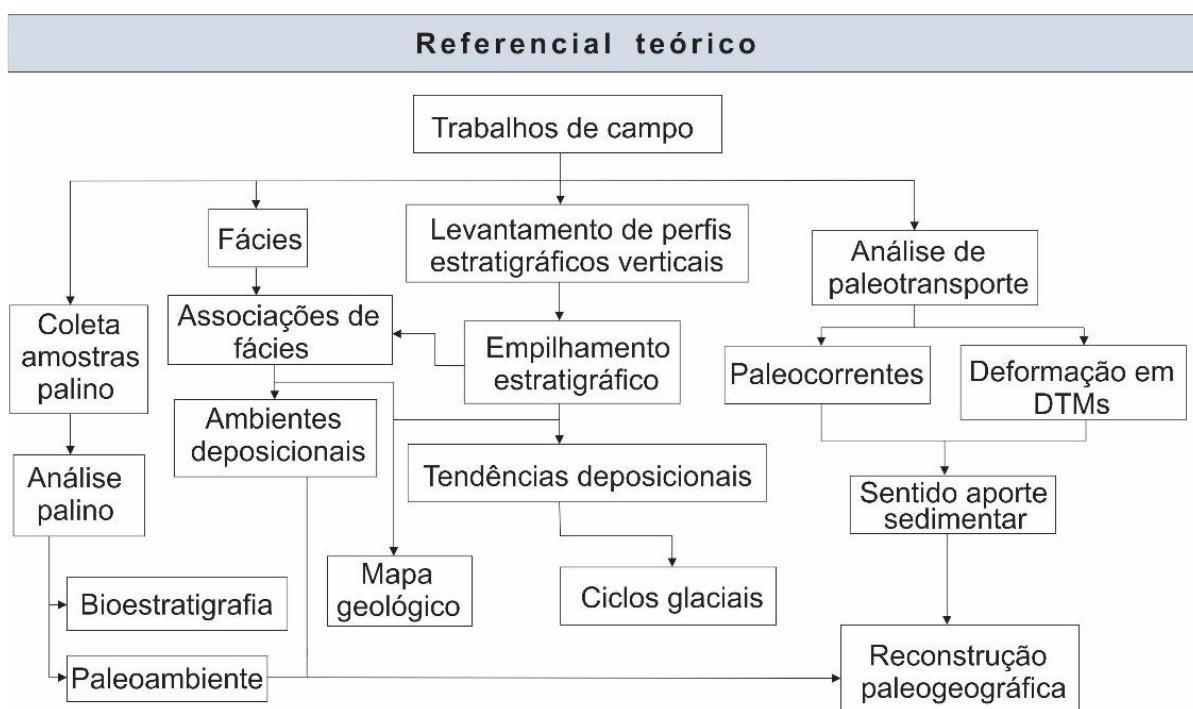 Referencial teórico
Trabalhos de campo
Fácies
Levantamento de perfis
estratigráficos verticais
Análise de
paleotransporte
Coleta
amostras
palino
Associações de
fácies
Empilhamento
estratigráfico
Paleocorrentes
Deformação em
DTMs
Ambientes
deposicionais
Análise
palino
Tendências deposicionais
Sentido aporte
sedimentar
Bioestratigrafia
Mapa
geológico
Ciclos glaciais
Paleoambiente
Reconstrução
paleogeográfica